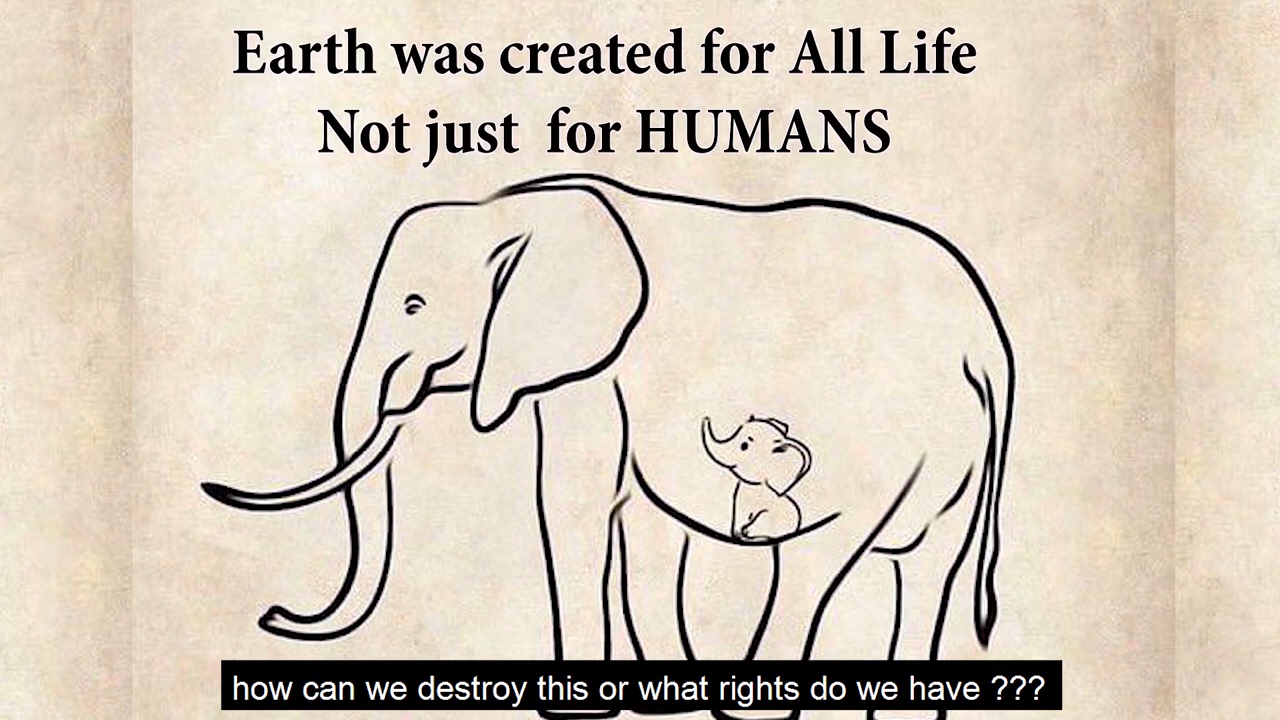 Earth was created for All Life
Not just for HUMANS
how can we destroy this or what rights do we have ???